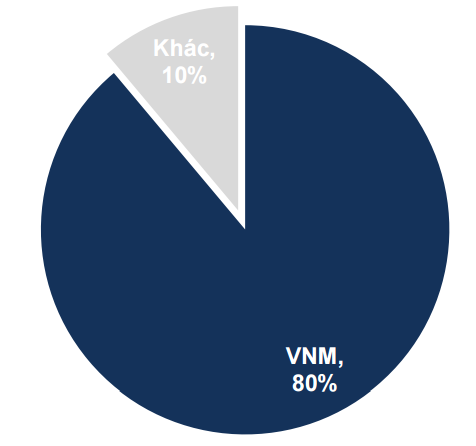 Khác,
10%
VNM,
80%